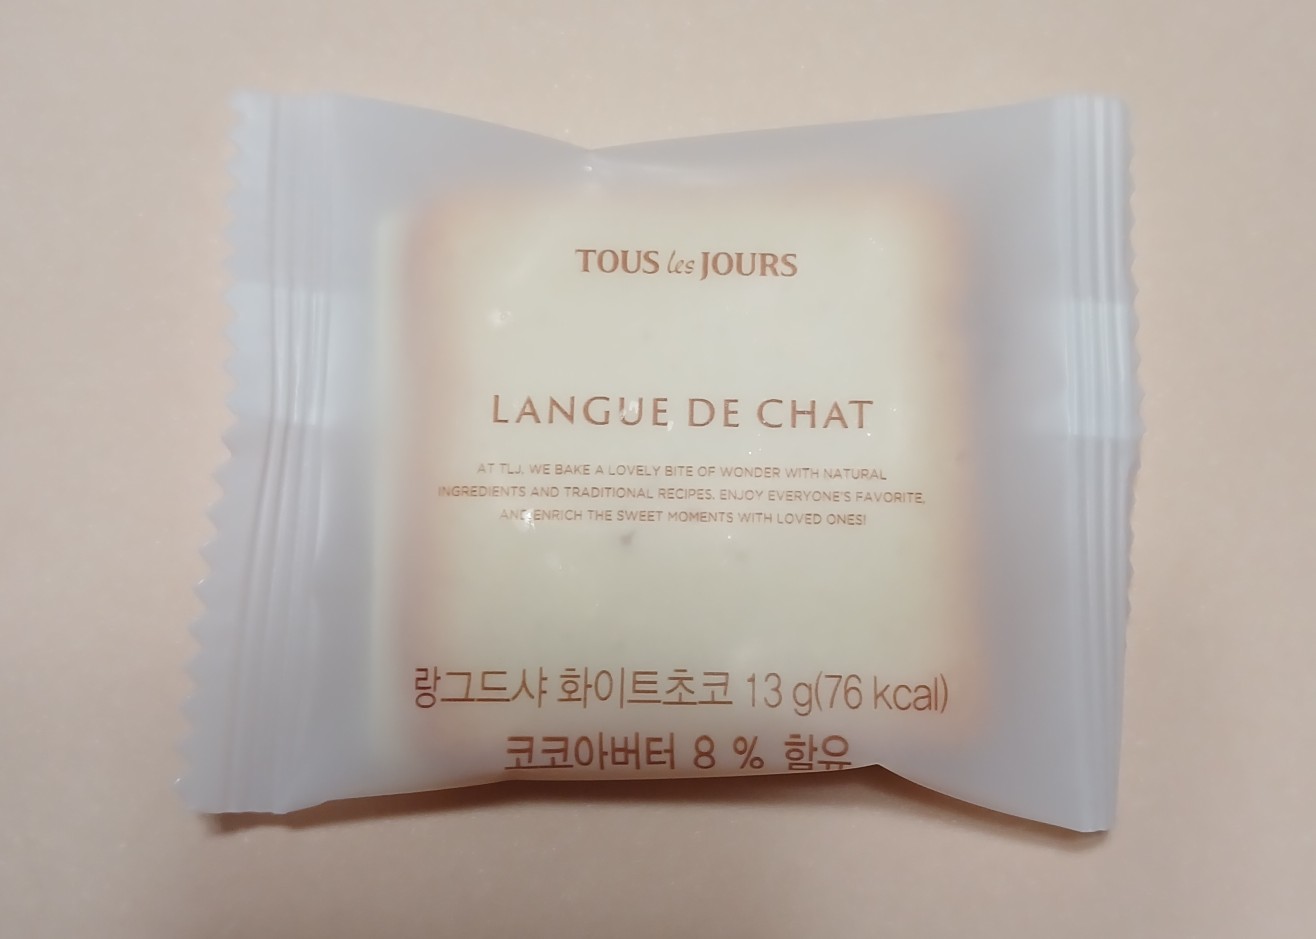 TOUS les JOURS
LANGUE DE CHAT
AT TLJ, WE BAKE A LOVELY BITE OF WONDER WITH NATURAL
INGREDIENTS AND TRADITIONAL RECIPES. ENJOY EVERYONE'S FAVORITE,
AND ENRICH THE SWEET MOMENTS WITH LOVED ONES!
랑그드샤 화이트초코 13 g(76 kcal)
코코아버터 8 % 함유